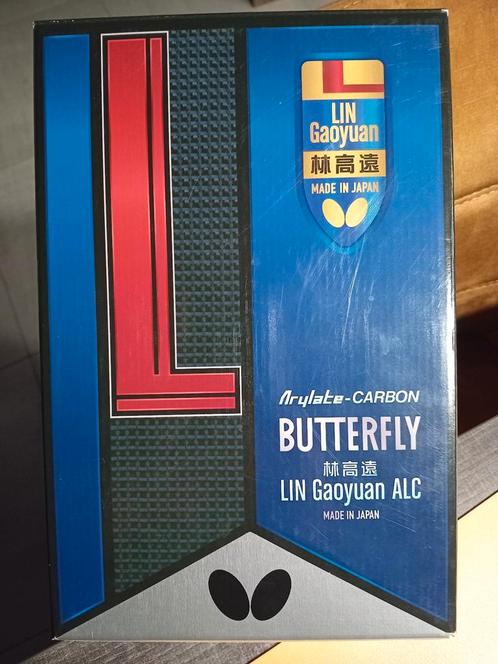 L
LIN
Gaoyuan
林高遠
MADE IN JAPAN
Arylate-CARBON
BUTTERFLY
林高遠
LIN Gaoyuan ALC
MADE IN JAPAN